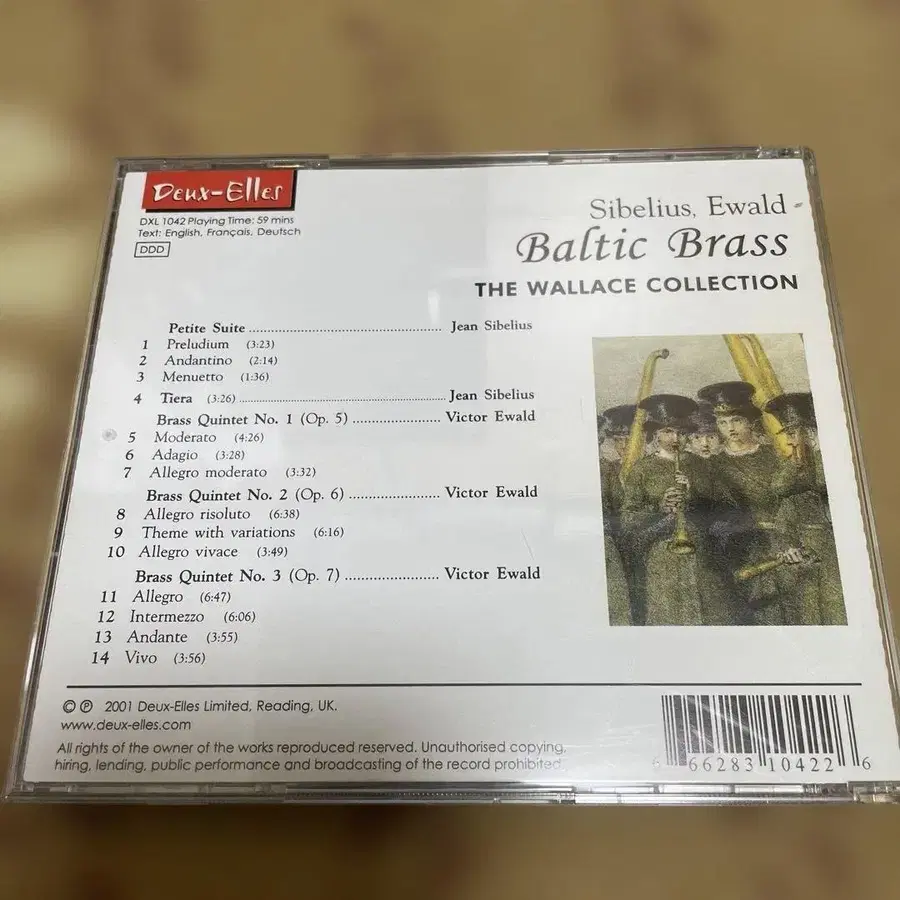 Deux-Elles
DXL 1042 Playing Time: 59 mins
Text: English, Français, Deutsch
DDD
Sibelius, Ewald
Baltic Brass
THE WALLACE COLLECTION
Petite Suite ........................................ Jean Sibelius
1 Preludium (3:23)
2 Andantino (2:14)
3 Menuetto (1:36)
4 Tiera (3:26) ........................................ Jean Sibelius
Brass Quintet No. 1 (Op. 5) .................... Victor Ewald
5 Moderato (4:26)
6 Adagio (3:28)
7 Allegro moderato (3:32)
Brass Quintet No. 2 (Op. 6) .................... Victor Ewald
8 Allegro risoluto (6:38)
9 Theme with variations (6:16)
10 Allegro vivace (3:49)
Brass Quintet No. 3 (Op. 7) ..................... Victor Ewald
11 Allegro (6:47)
12 Intermezzo (6:06)
13 Andante (3:55)
14 Vivo (3:56)
© ℗ 2001 Deux-Elles Limited, Reading, UK.
www.deux-elles.com
All rights of the owner of the works reproduced reserved. Unauthorised copying,
hiring, lending, public performance and broadcasting of the record prohibited.
6 66283 10422 6